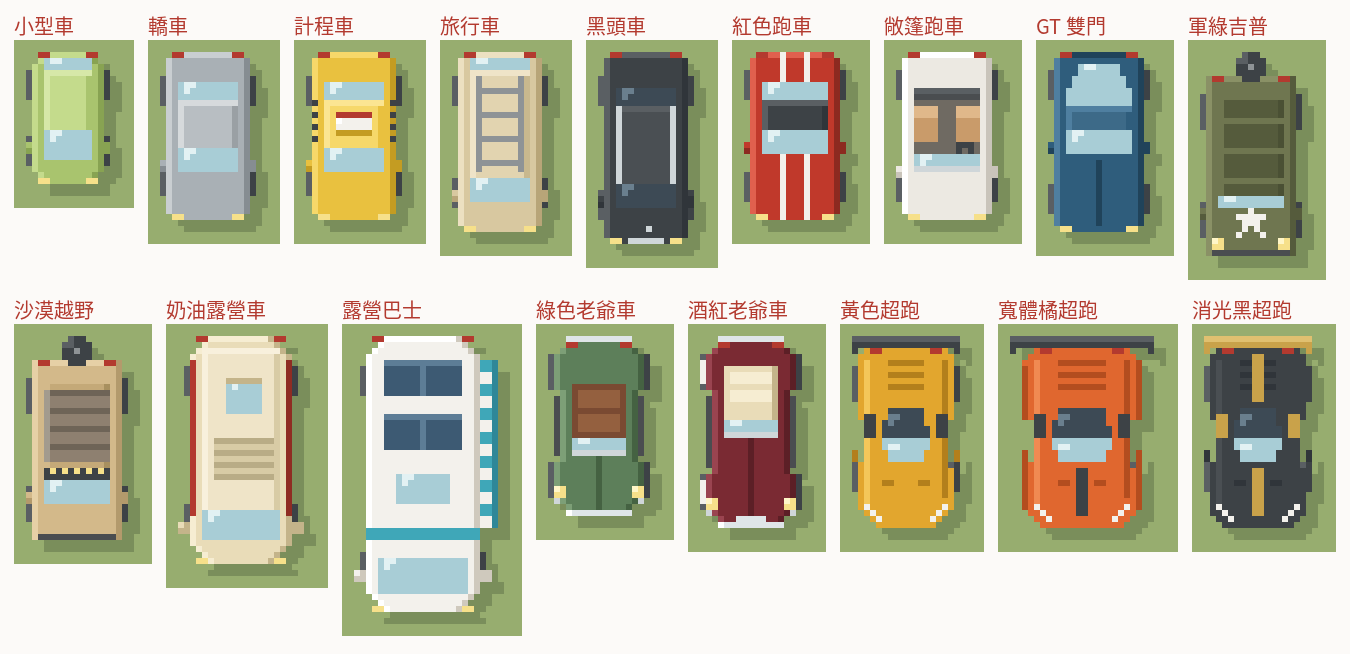 小型車
轎車
計程車
旅行車
黑頭車
紅色跑車
敞篷跑車
GT 雙門
軍綠吉普
沙漠越野
奶油露營車
露營巴士
綠色老爺車
酒紅老爺車
黃色超跑
寬體橘超跑
消光黑超跑